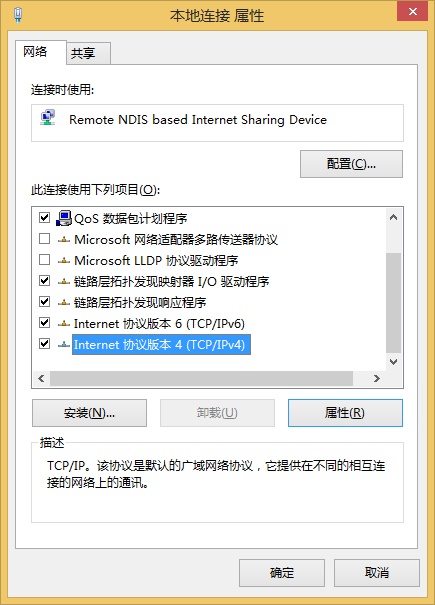 本地连接 属性
网络
共享
连接时使用:
Remote NDIS based Internet Sharing Device
配置(C)...
此连接使用下列项目(O):
QoS 数据包计划程序
Microsoft 网络适配器多路传送器协议
Microsoft LLDP 协议驱动程序
链路层拓扑发现映射器 I/O 驱动程序
链路层拓扑发现响应程序
Internet 协议版本 6 (TCP/IPv6)
Internet 协议版本 4 (TCP/IPv4)
安装(N)...
卸载(U)
属性(R)
描述
TCP/IP。该协议是默认的广域网络协议，它提供在不同的相互连
接的网络上的通讯。
确定
取消